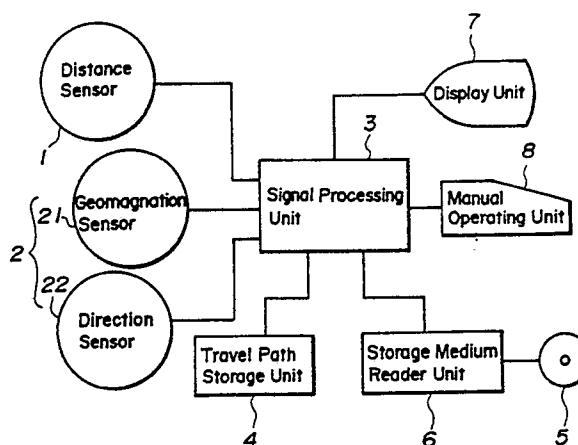 7
Distance
Sensor
Display Unit
1
3
8
Geomagnation
21
Sensor
Signal Processing
Unit
Manual
Operating Unit
2
22
Direction
Sensor
Travel Path
Storage Unit
Storage Medium
Reader Unit
4
6
5